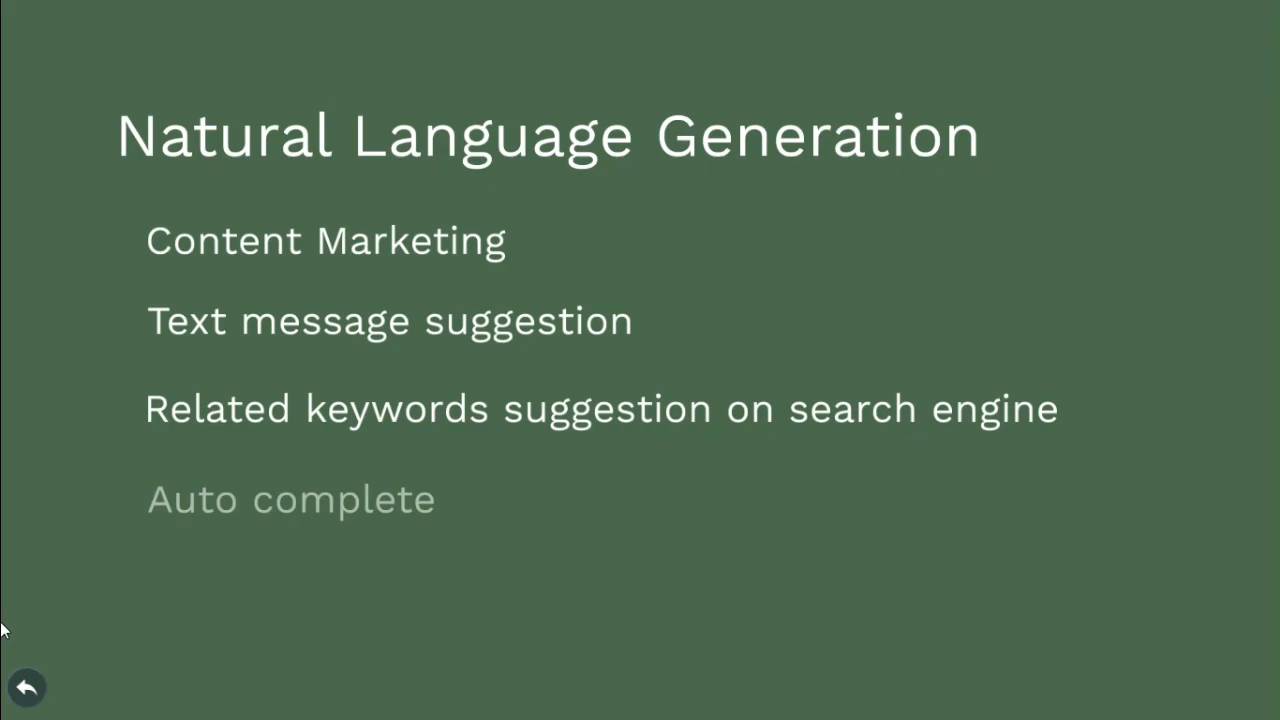 Natural Language Generation
Content Marketing
Text message suggestion
Related keywords suggestion on search engine
Auto complete